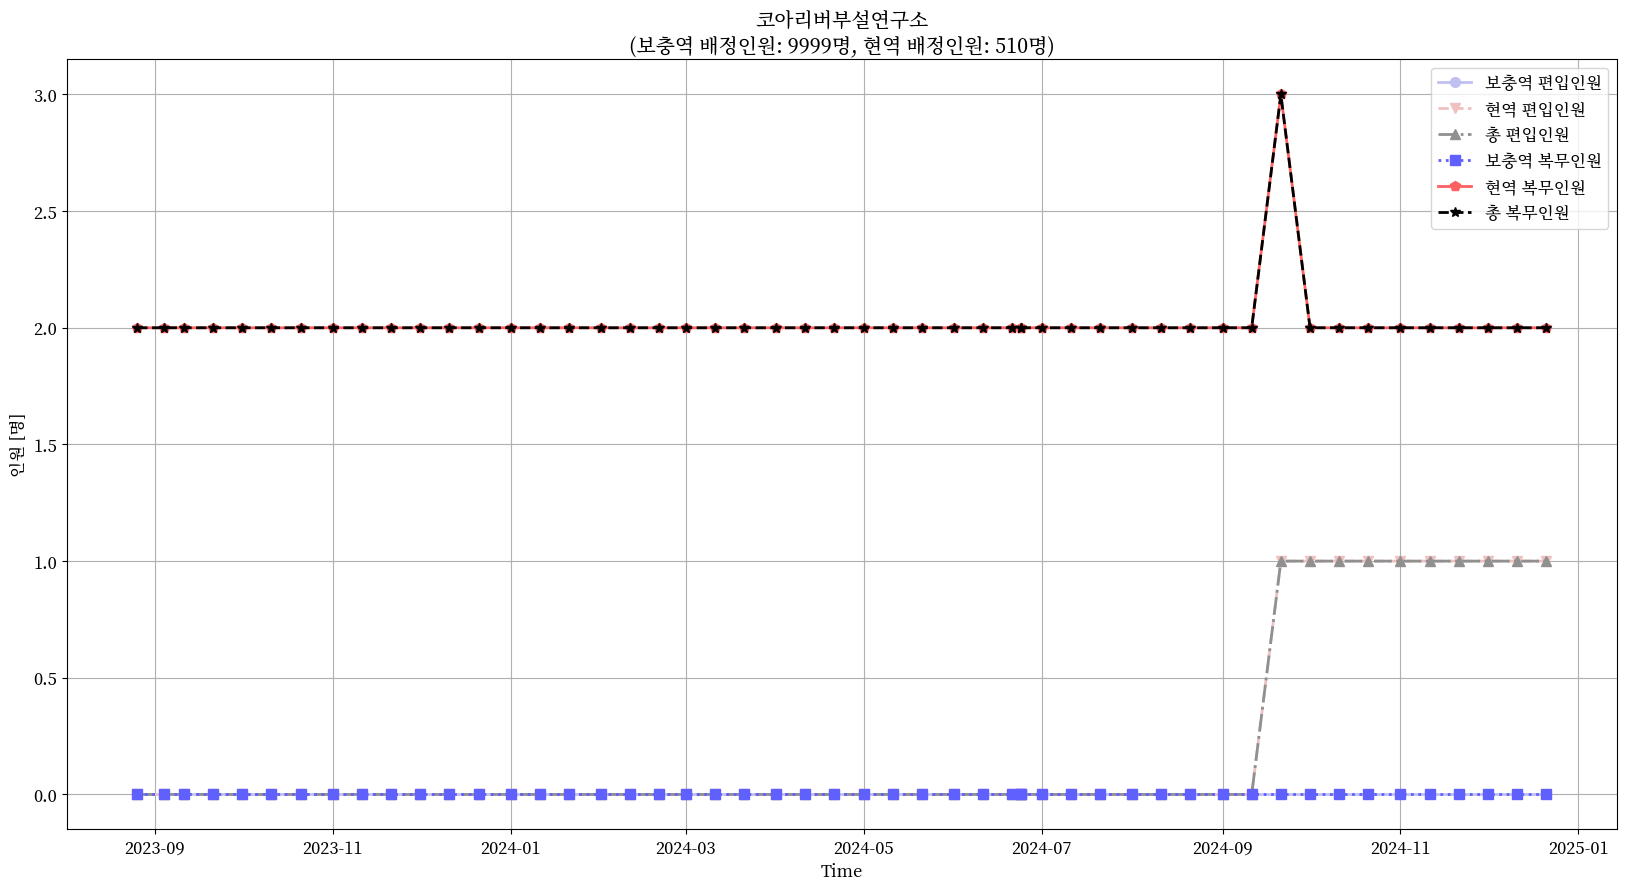 코아리버부설연구소
(보충역 배정인원: 9999명, 현역 배정인원: 510명)
보충역 편입인원
현역 편입인원
총 편입인원
보충역 복무인원
현역 복무인원
총 복무인원
인원 [명]
3.0
2.5
2.0
1.5
1.0
0.5
0.0
2023-09
2023-11
2024-01
2024-03
2024-05
2024-07
2024-09
2024-11
2025-01
Time